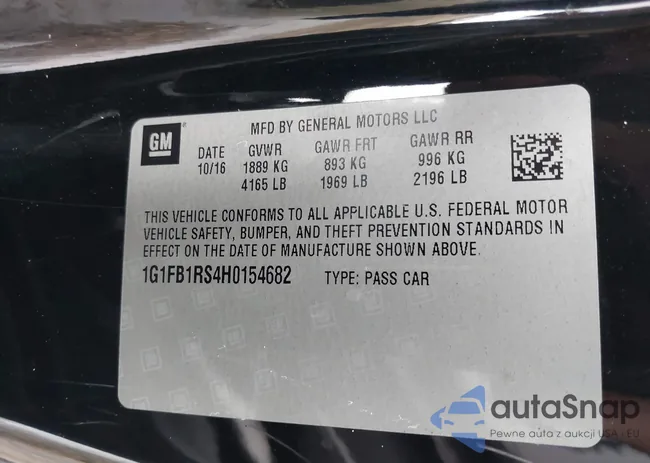 MFD BY GENERAL MOTORS LLC
GM
DATE GVWR GAWR FRT GAWR RR
10/16 1889 KG 893 KG 996 KG
4165 LB 1969 LB 2196 LB
THIS VEHICLE CONFORMS TO ALL APPLICABLE U.S. FEDERAL MOTOR
VEHICLE SAFETY, BUMPER, AND THEFT PREVENTION STANDARDS IN
EFFECT ON THE DATE OF MANUFACTURE SHOWN ABOVE.
1G1FB1RS4H0154682 TYPE: PASS CAR
autaSnap
Pewne auta z aukcji USA - EU